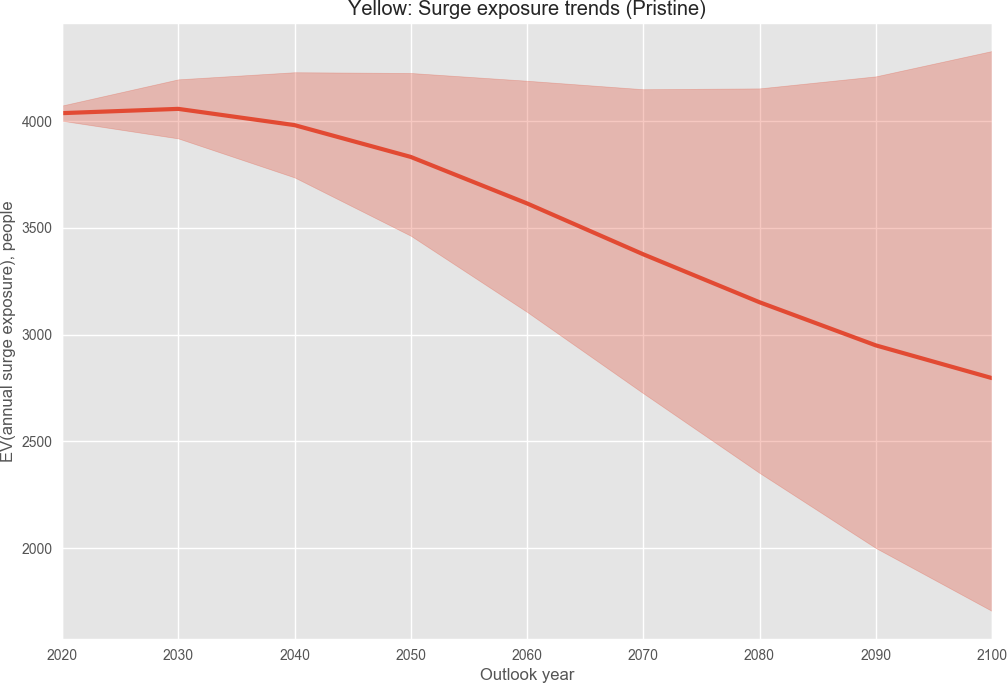 Yellow: Surge exposure trends (Pristine)
EV(annual surge exposure), people
4000
3500
3000
2500
2000
2020 2030 2040 2050 2060 2070 2080 2090 2100
Outlook year